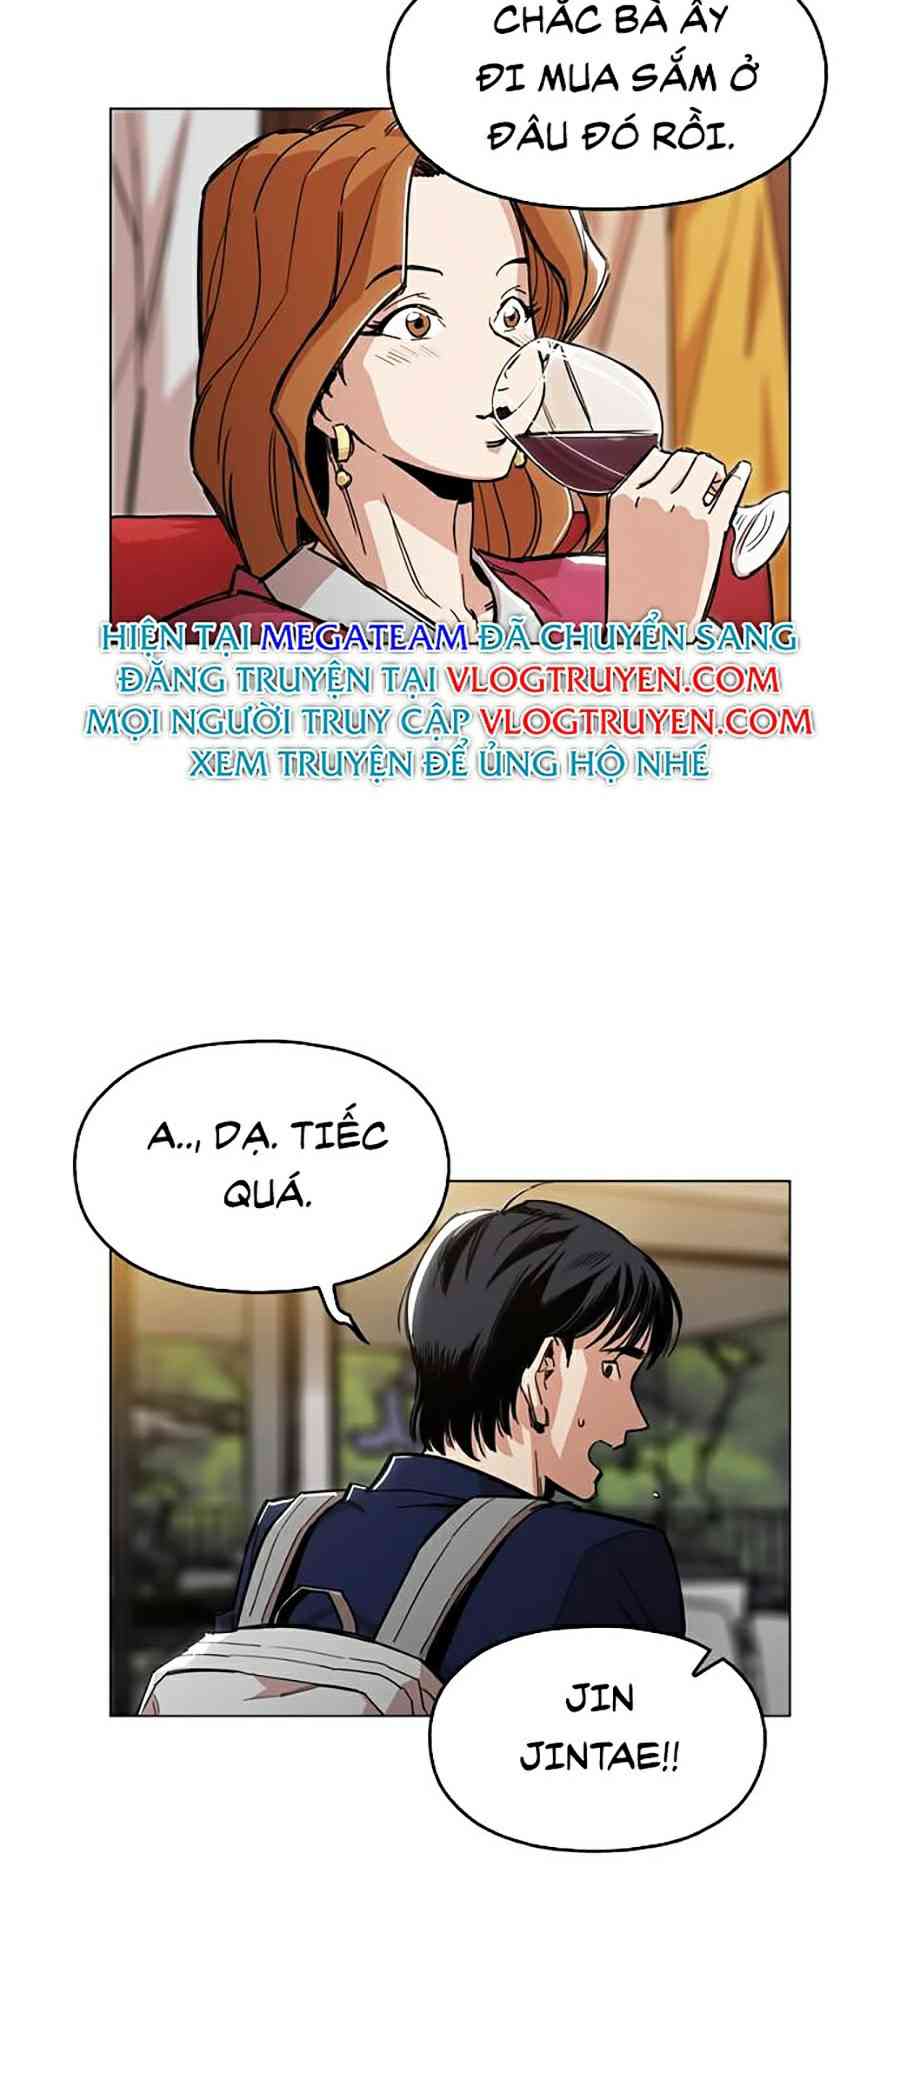 CHẮC BÀ ẤY
ĐI MUA SẮM Ở
ĐÂU ĐÓ RỒI.
HIỆN TẠI MEGATEAM ĐÃ CHUYỂN SANG
ĐĂNG TRUYỆN TẠI VLOGTRUYEN.COM
MỌI NGƯỜI TRUY CẬP VLOGTRUYEN.COM
XEM TRUYỆN ĐỂ ỦNG HỘ NHÉ
A.., DẠ. TIẾC
QUÁ.
JIN
JINTAE!!